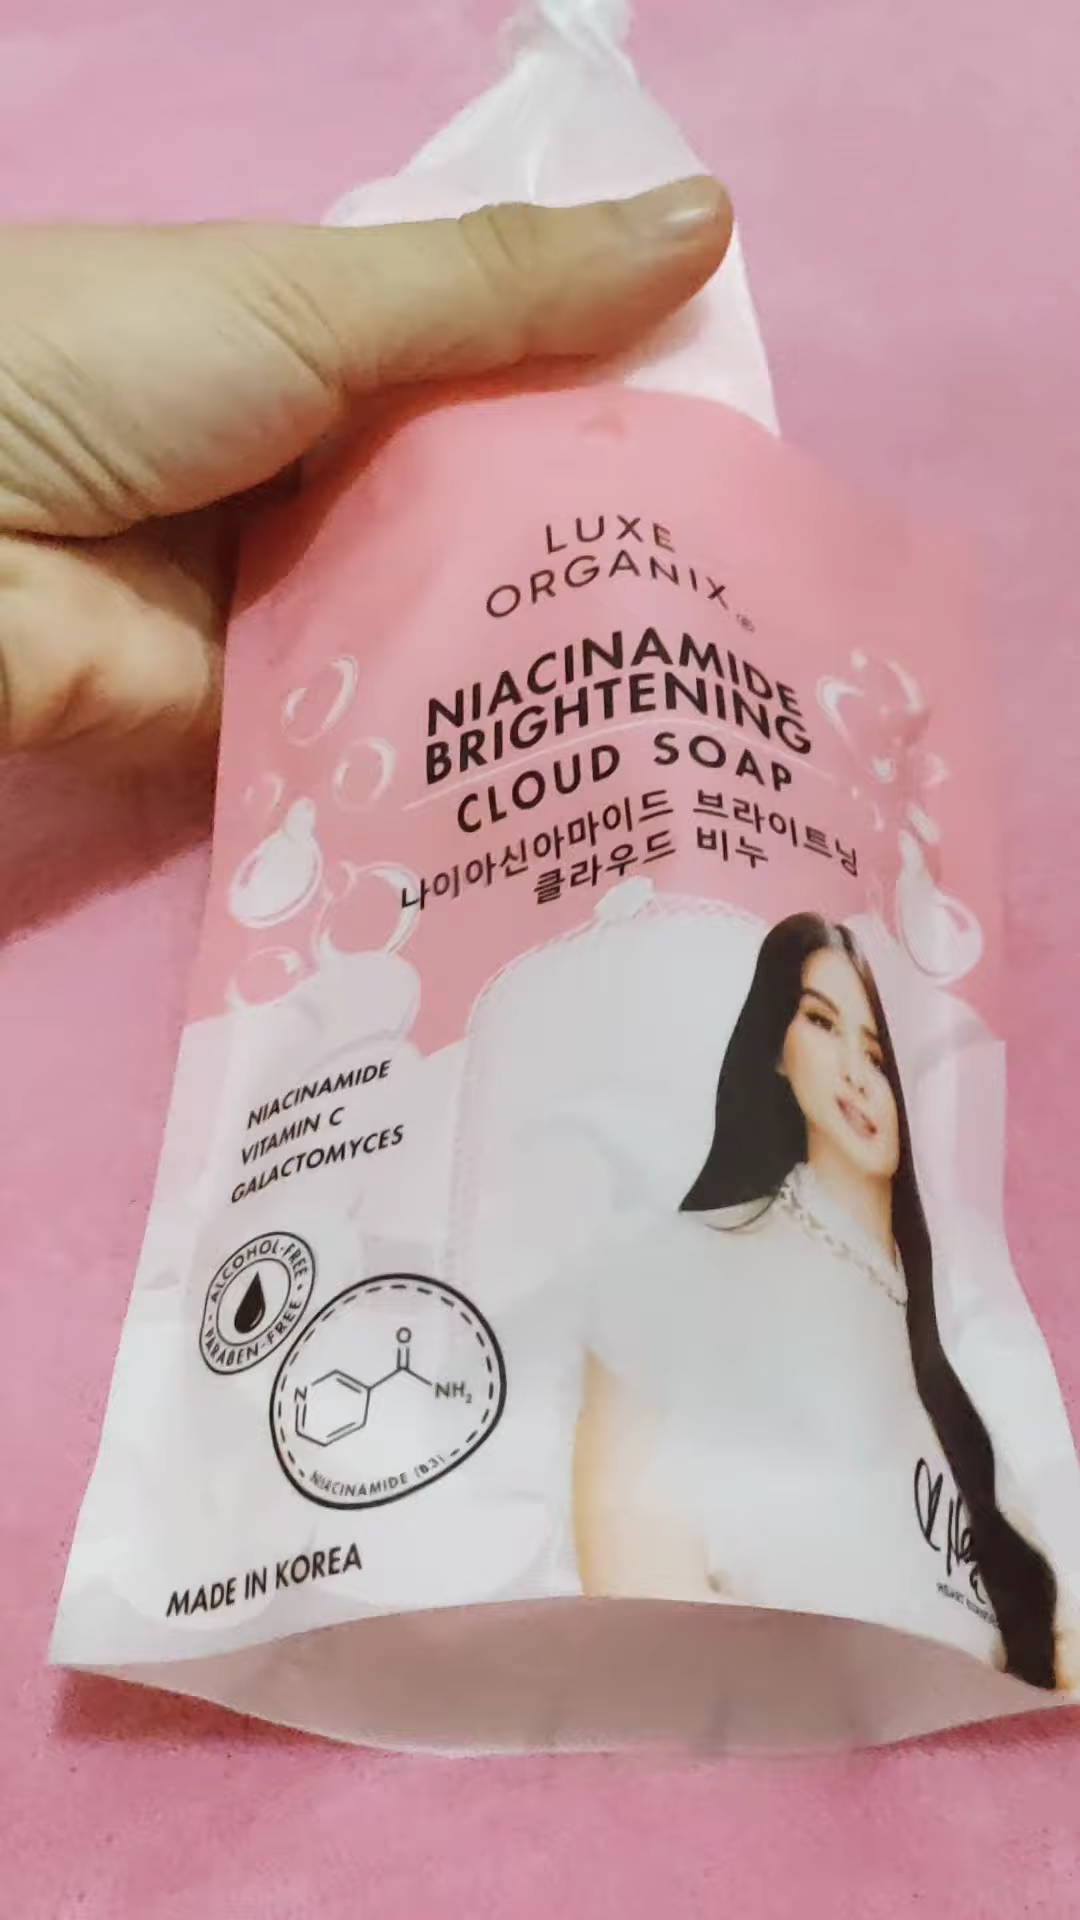 LUXE
ORGANIX®
NIACINAMIDE
BRIGHTENING
CLOUD SOAP
나이아신아마이드 브라이트닝
클라우드 비누
NIACINAMIDE
VITAMIN C
GALACTOMYCES
ALCOHOL-FREE
PARABEN-FREE
O
N
NH₂
NIACINAMIDE (B3)
MADE IN KOREA